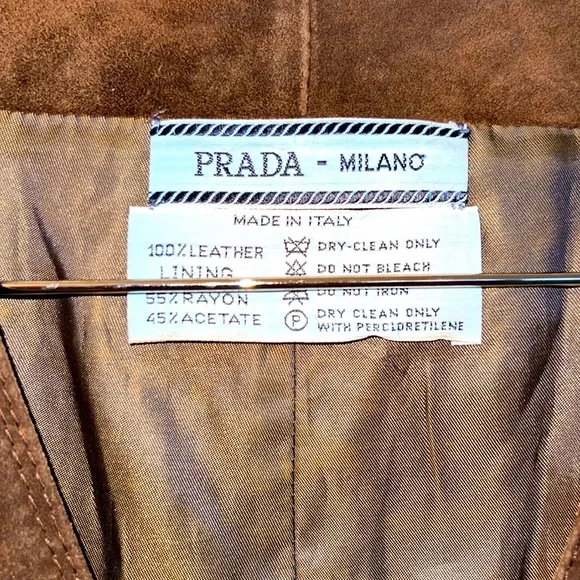 PRADA - MILANO
MADE IN ITALY
100% LEATHER
LINING
55% RAYON
45% ACETATE
DRY-CLEAN ONLY
DO NOT BLEACH
DO NOT IRON
P DRY CLEAN ONLY
WITH PERCLORETILENE